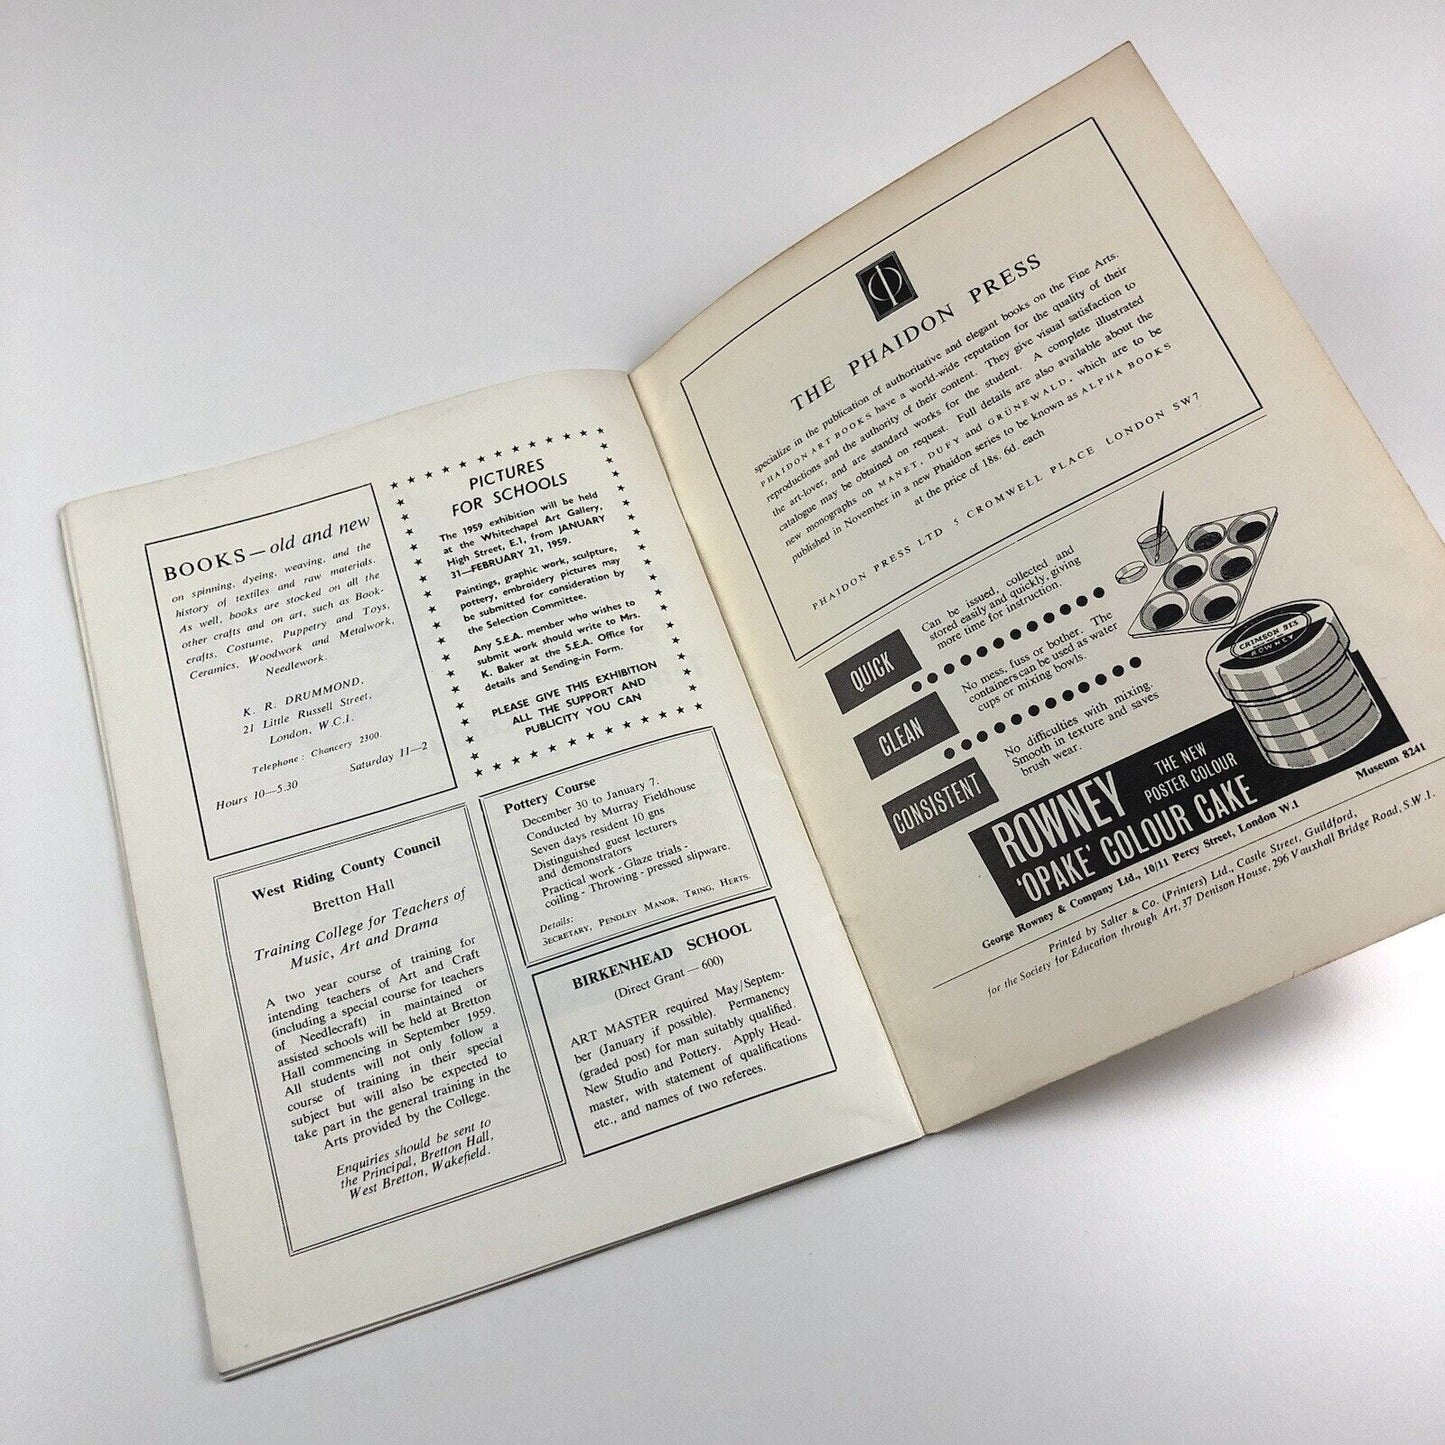 BOOKS — old and new
on spinning, dyeing, weaving, and the
history of textiles and raw materials.
As well, books are stocked on all the
other crafts and on art, such as Book-
crafts, Costume, Puppetry and Toys,
Ceramics, Woodwork and Metalwork,
Needlework.
K. R. DRUMMOND,
21 Little Russell Street,
London, W.C.1.
Telephone: Chancery 2300.
Hours 10—5.30 Saturday 11—2
PICTURES
FOR SCHOOLS
The 1959 exhibition will be held
at the Whitechapel Art Gallery,
High Street, E.1, from JANUARY
31—FEBRUARY 21, 1959.
Paintings, graphic work, sculpture,
pottery, embroidery pictures may
be submitted for consideration by
the Selection Committee.
Any S.E.A. member who wishes to
submit work should write to Mrs.
K. Baker at the S.E.A. Office for
details and Sending-in Form.
PLEASE GIVE THIS EXHIBITION
ALL THE SUPPORT AND
PUBLICITY YOU CAN
West Riding County Council
Bretton Hall
Training College for Teachers of
Music, Art and Drama
A two year course of training for
intending teachers of Art and Craft
(including a special course for teachers
of Needlecraft) in maintained or
assisted schools will be held at Bretton
Hall commencing in September 1959.
All students will not only follow a
course of training in their special
subject but will also be expected to
take part in the general training in the
Arts provided by the College.
Enquiries should be sent to
the Principal, Bretton Hall,
West Bretton, Wakefield.
Pottery Course
December 30 to January 7.
Conducted by Murray Fieldhouse
Seven days resident 10 gns
Distinguished guest lecturers
and demonstrators
Practical work - Glaze trials -
coiling - Throwing - pressed slipware.
Details:
SECRETARY, PENDLEY MANOR, TRING, HERTS.
BIRKENHEAD SCHOOL
(Direct Grant — 600)
ART MASTER required May/Septem-
ber (January if possible). Permanency
(graded post) for man suitably qualified.
New Studio and Pottery. Apply Head-
master, with statement of qualifications
etc., and names of two referees.
THE PHAIDON PRESS
specialize in the publication of authoritative and elegant books on the Fine Arts.
PHAIDON ART BOOKS have a world-wide reputation for the quality of their
reproductions and the authority of their content. They give visual satisfaction to
the art-lover, and are standard works for the student. A complete illustrated
catalogue may be obtained on request. Full details are also available about the
new monographs on MANET, DUFY and GRÜNEWALD, which are to be
published in November in a new Phaidon series to be known as ALPHA BOOKS
at the price of 18s. 6d. each
PHAIDON PRESS LTD 5 CROMWELL PLACE LONDON SW7
QUICK
Can be issued, collected and
stored easily and quickly, giving
more time for instruction.
CLEAN
No mess, fuss or bother. The
containers can be used as water
cups or mixing bowls.
CONSISTENT
No difficulties with mixing.
Smooth in texture and saves
brush wear.
CRIMSON 515
ROWNEY
ROWNEY THE NEW
POSTER COLOUR
'OPAKE' COLOUR CAKE
George Rowney & Company Ltd., 10/11 Percy Street, London W.1 Museum 8241
Printed by Salter & Co. (Printers) Ltd., Castle Street, Guildford,
for the Society for Education through Art, 37 Denison House, 296 Vauxhall Bridge Road, S.W.1.